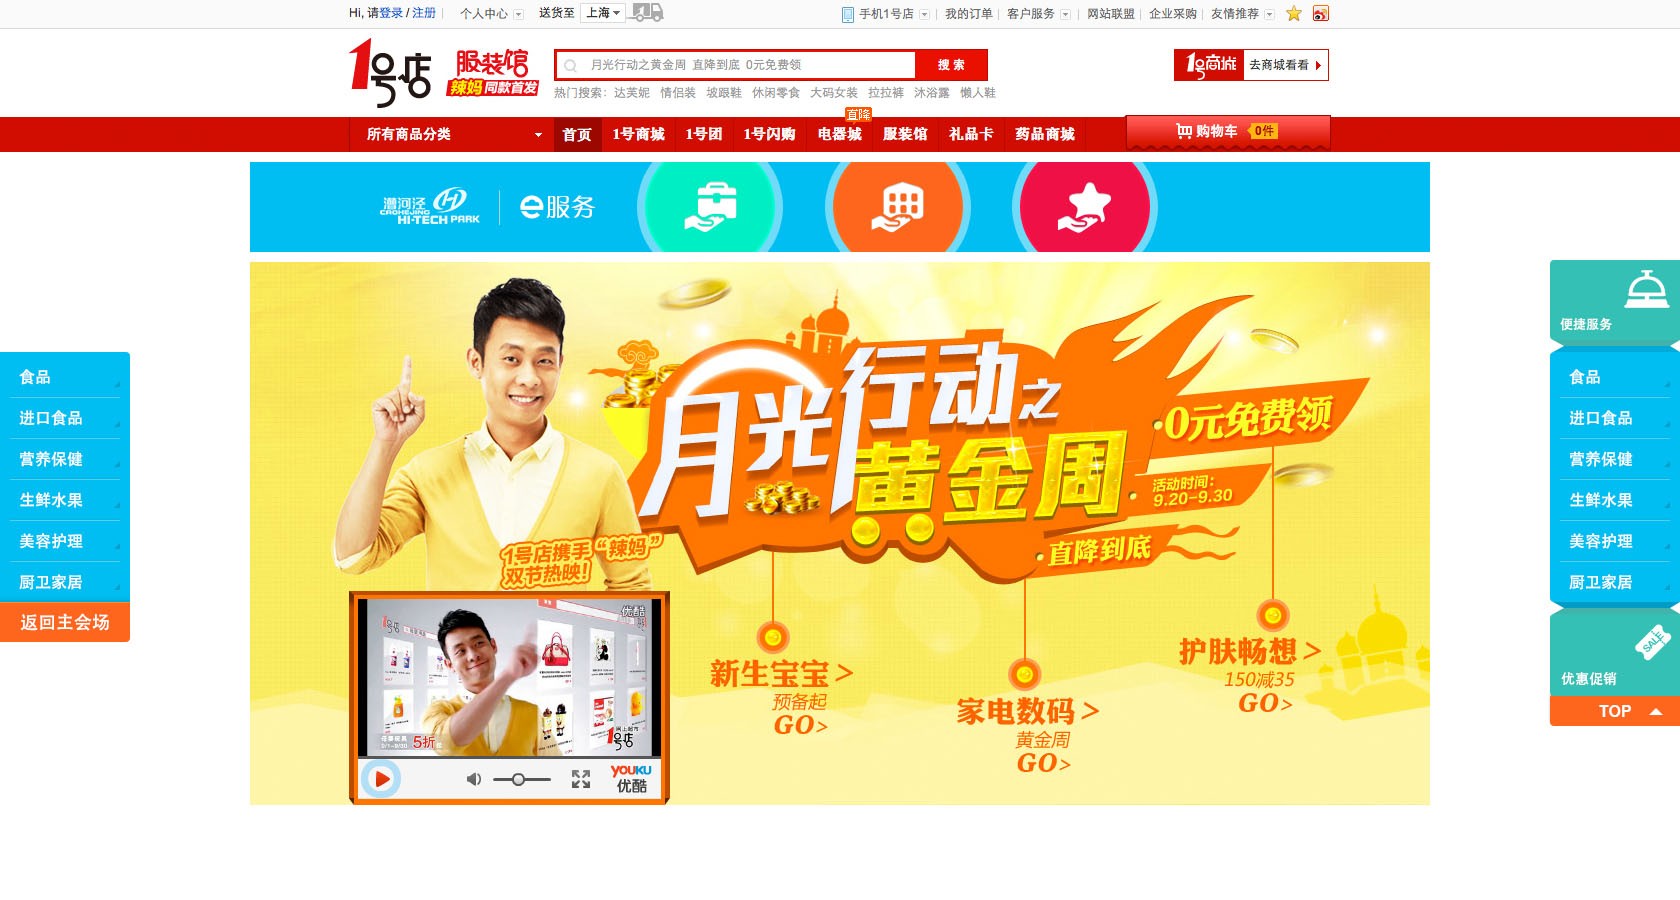 Hi, 请登录 / 注册
个人中心
送货至 上海
手机1号店
我的订单
客户服务
网站联盟
企业采购
友情推荐
1号店
服装馆
辣妈同款首发
月光行动之黄金周 直降到底 0元免费领
搜 索
热门搜索: 达芙妮 情侣装 坡跟鞋 休闲零食 大码女装 拉拉裤 沐浴露 懒人鞋
1号商城
去商城看看
直降
所有商品分类
首页
1号商城
1号团
1号闪购
电器城
服装馆
礼品卡
药品商城
购物车 0件
漕河泾
CAOHEJING
HI-TECH PARK
e服务
食品
进口食品
营养保健
生鲜水果
美容护理
厨卫家居
返回主会场
月光行动之
黄金周
0元免费领
活动时间:
9.20-9.30
直降到底
1号店携手“辣妈”
双节热映!
优酷
1号店
5折起
网上超市
1号店
YOUKU
优酷
新生宝宝 >
预备起
GO>
家电数码 >
黄金周
GO>
护肤畅想 >
150减35
GO>
便捷服务
食品
进口食品
营养保健
生鲜水果
美容护理
厨卫家居
SALE
优惠促销
TOP